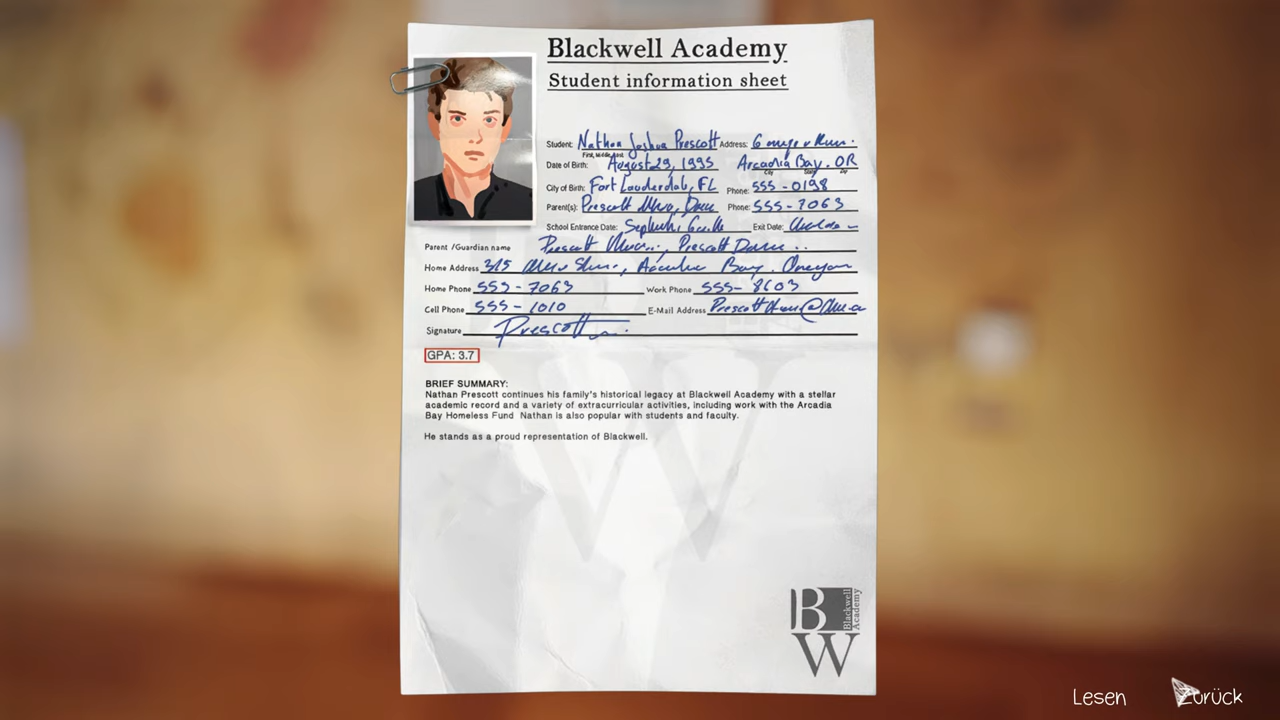 Blackwell Academy
Student information sheet
Student: Nathan Joshua Prescott Address:
First, Middle, Last
Date of Birth: August 29, 1995 Arcadia Bay. OR
City Zip
City of Birth: Fort Lauderdale, FL Phone: 555-0198
Parent(s): Prescott Phone: 555-7063
School Entrance Date: Exit Date:
Parent /Guardian name Prescott Prescott
Home Address 315 Bay. Oregon
Home Phone 555-7063 Work Phone 555-8603
Cell Phone 555-1010 E-Mail Address
Signature Prescott
GPA: 3.7
BRIEF SUMMARY:
Nathan Prescott continues his family's historical legacy at Blackwell Academy with a stellar
academic record and a variety of extracurricular activities, including work with the Arcadia
Bay Homeless Fund Nathan is also popular with students and faculty.
He stands as a proud representation of Blackwell.
BW
Blackwell
Academy
Lesen Zurück